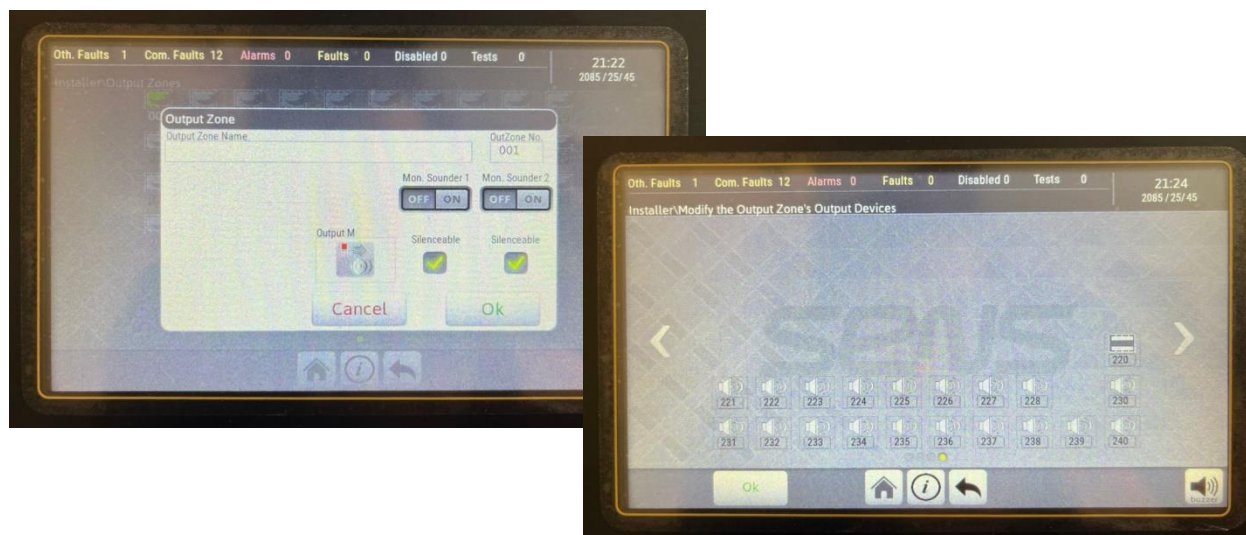 Oth. Faults 1 Com. Faults 12 Alarms 0 Faults 0 Disabled 0 Tests 0
21:22
2085/25/45
Installer\Output Zones
Output Zone
Output Zone Name
OutZone No.
001
Mon. Sounder 1 Mon. Sounder 2
OFF ON OFF ON
Output M Silenceable Silenceable
Cancel Ok
Oth. Faults 1 Com. Faults 12 Alarms 0 Faults 0 Disabled 0 Tests 0
21:24
2085/25/45
Installer\Modify the Output Zone's Output Devices
SENS
220
221 222 223 224 225 226 227 228 230
231 232 233 234 235 236 237 238 239 240
Ok
buzzer